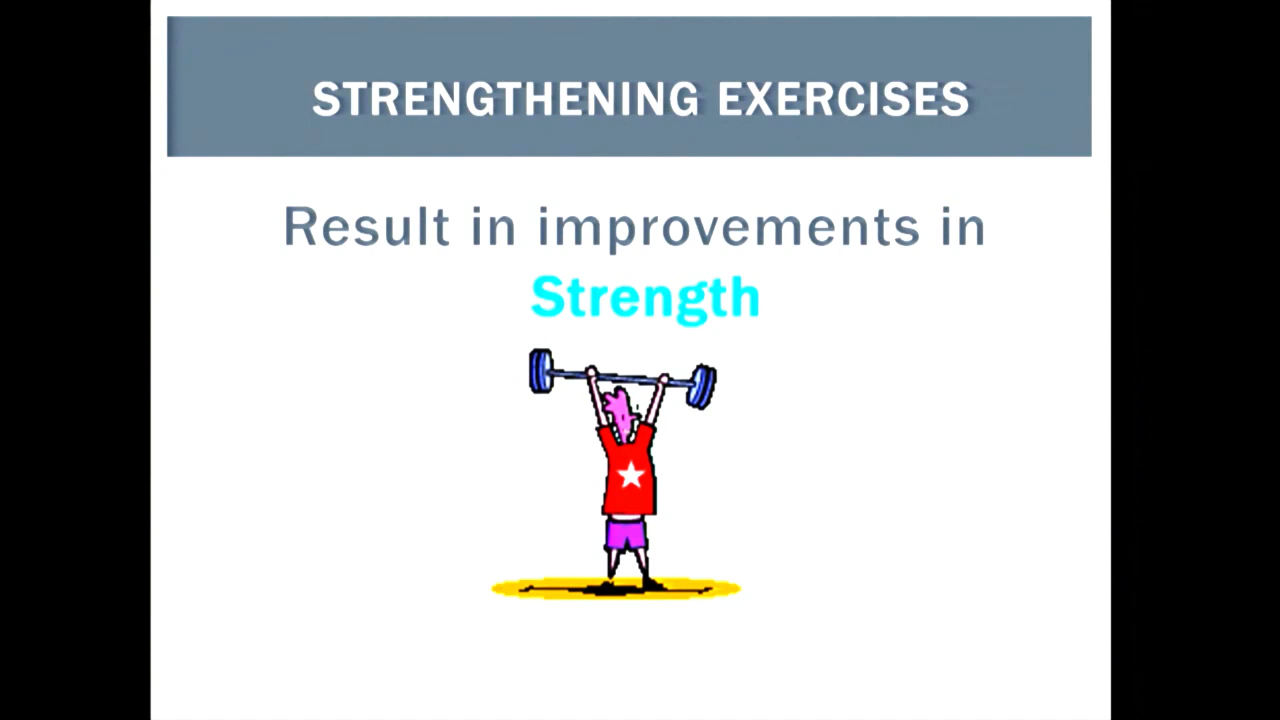 STRENGTHENING EXERCISES
Result in improvements in
Strength